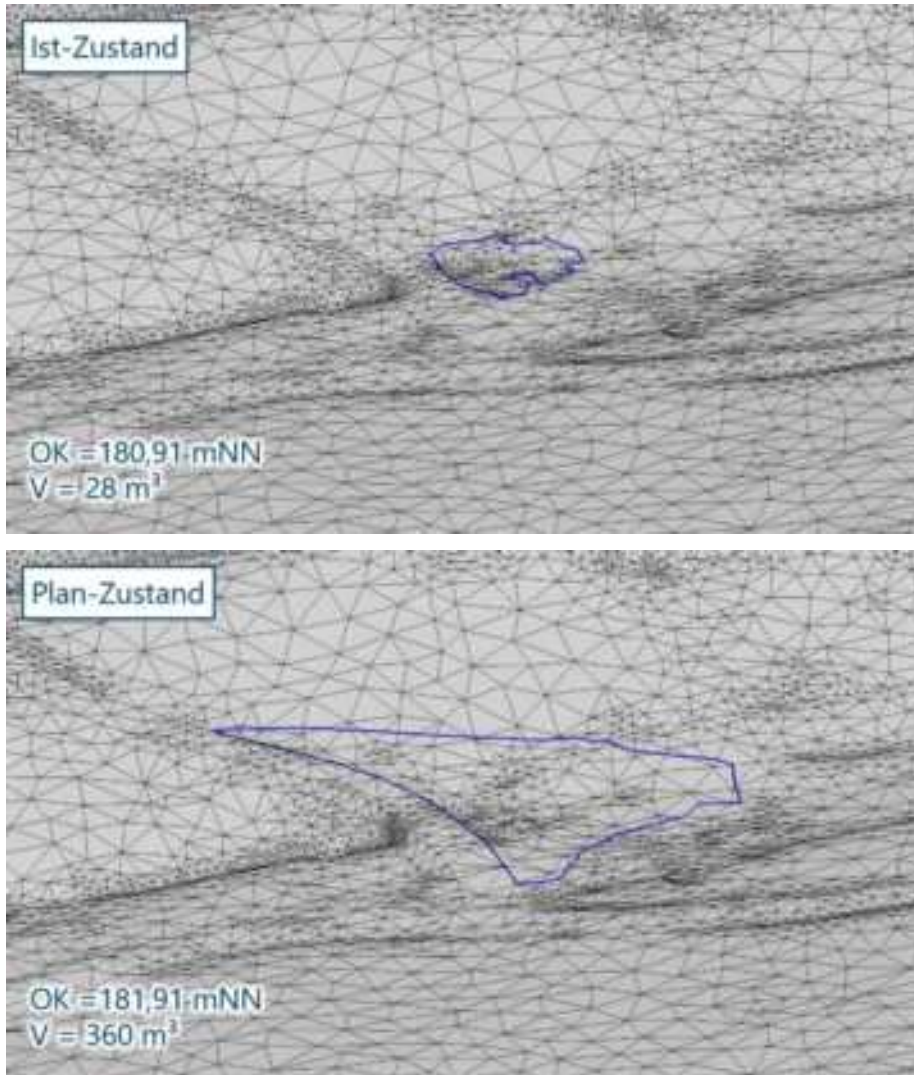 Ist-Zustand
OK =180,91 mNN
V = 28 m³
Plan-Zustand
OK =181,91 mNN
V = 360 m³